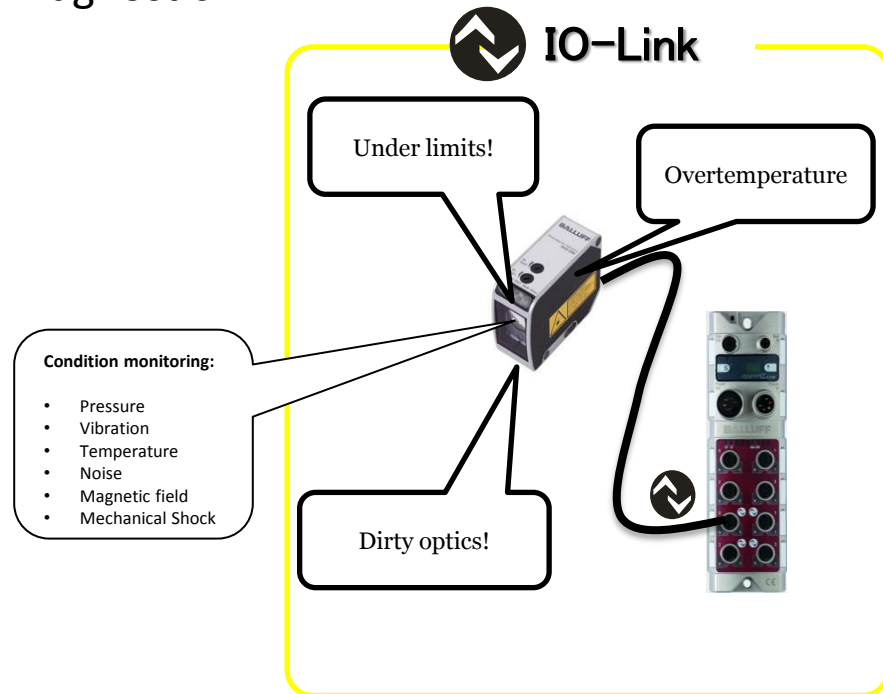 IO-Link
Under limits!
Overtemperature
BALLUFF
Condition monitoring:
• Pressure
• Vibration
• Temperature
• Noise
• Magnetic field
• Mechanical Shock
BALLUFF
Dirty optics!
CE